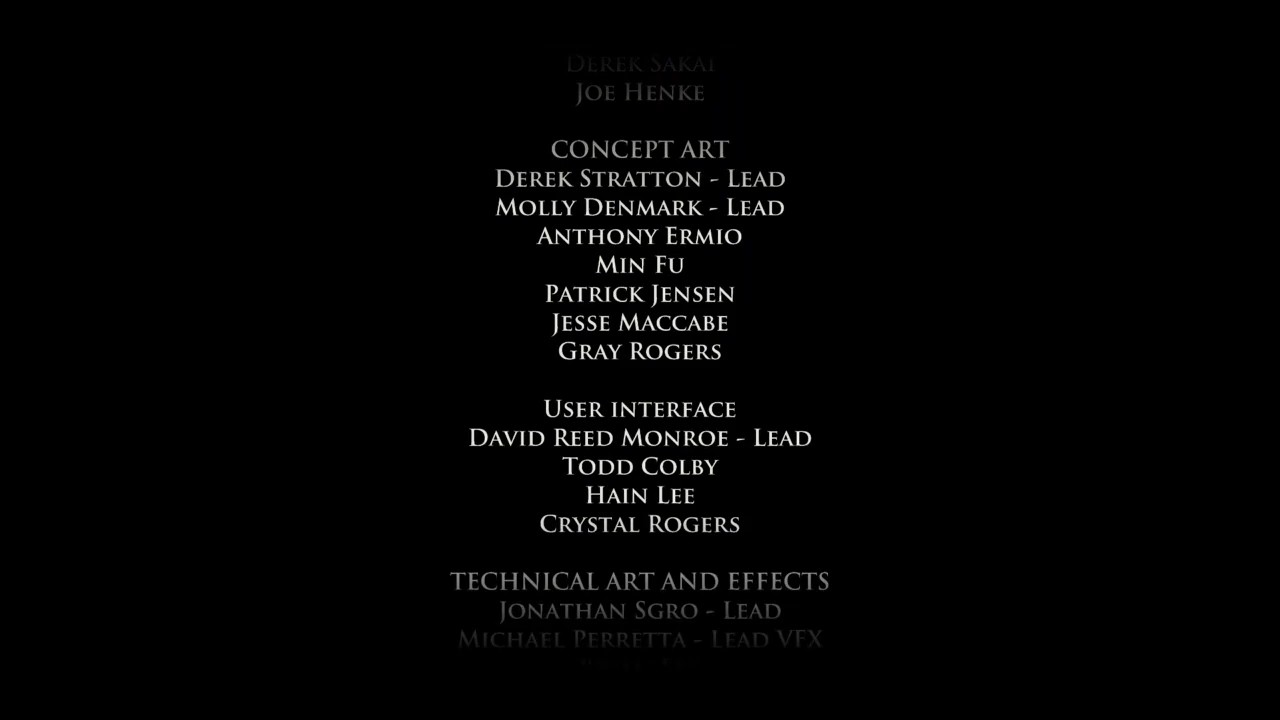 Derek Sakai
Joe Henke
CONCEPT ART
Derek Stratton - Lead
Molly Denmark - Lead
Anthony Ermio
Min Fu
Patrick Jensen
Jesse Maccabe
Gray Rogers
User interface
David Reed Monroe - Lead
Todd Colby
Hain Lee
Crystal Rogers
TECHNICAL ART AND EFFECTS
Jonathan Sgro - Lead
Michael Perretta - Lead VFX